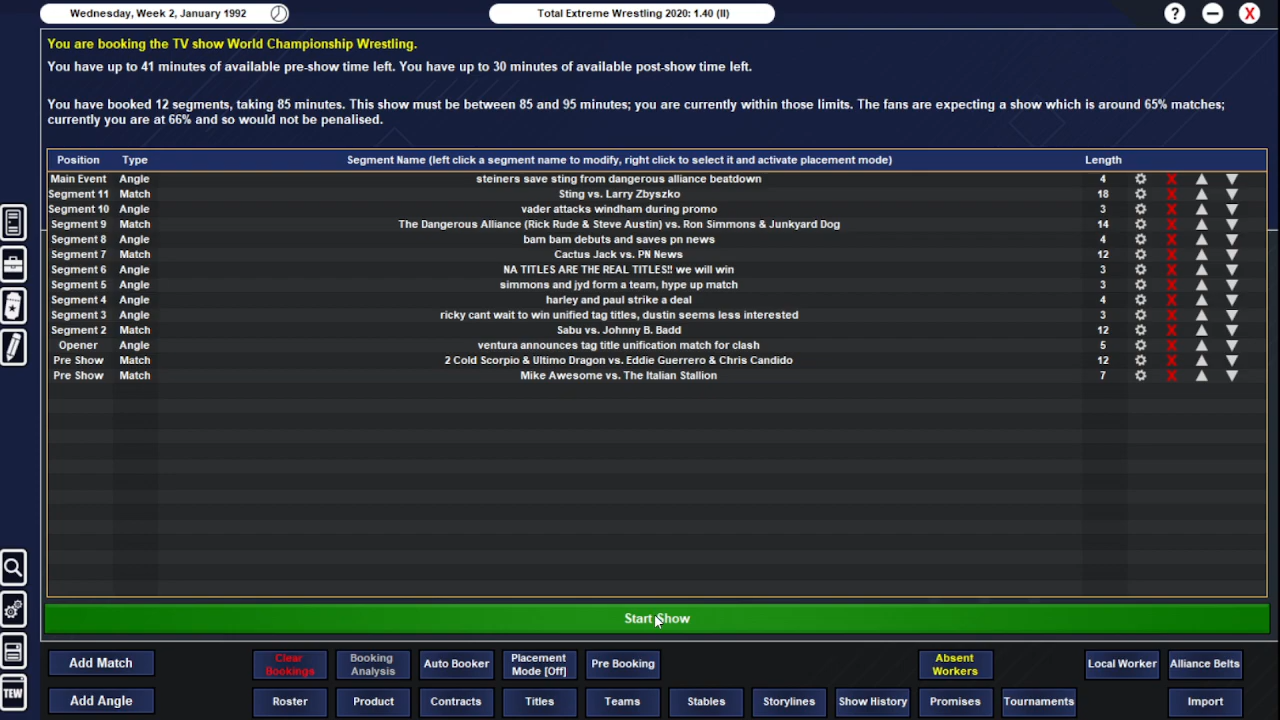 Wednesday, Week 2, January 1992
Total Extreme Wrestling 2020: 1.40 (II)
?
X
You are booking the TV show World Championship Wrestling.
You have up to 41 minutes of available pre-show time left. You have up to 30 minutes of available post-show time left.
You have booked 12 segments, taking 85 minutes. This show must be between 85 and 95 minutes; you are currently within those limits. The fans are expecting a show which is around 65% matches;
currently you are at 66% and so would not be penalised.
Position Type Segment Name (left click a segment name to modify, right click to select it and activate placement mode) Length
Main Event Angle steiners save sting from dangerous alliance beatdown 4 X
Segment 11 Match Sting vs. Larry Zbyszko 18 X
Segment 10 Angle vader attacks windham during promo 3 X
Segment 9 Match The Dangerous Alliance (Rick Rude & Steve Austin) vs. Ron Simmons & Junkyard Dog 14 X
Segment 8 Angle bam bam debuts and saves pn news 4 X
Segment 7 Match Cactus Jack vs. PN News 12 X
Segment 6 Angle NA TITLES ARE THE REAL TITLES!! we will win 3 X
Segment 5 Angle simmons and jyd form a team, hype up match 3 X
Segment 4 Angle harley and paul strike a deal 4 X
Segment 3 Angle ricky cant wait to win unified tag titles, dustin seems less interested 3 X
Segment 2 Match Sabu vs. Johnny B. Badd 12 X
Opener Angle ventura announces tag title unification match for clash 5 X
Pre Show Match 2 Cold Scorpio & Ultimo Dragon vs. Eddie Guerrero & Chris Candido 12 X
Pre Show Match Mike Awesome vs. The Italian Stallion 7 X
Start Show
Add Match
Clear
Bookings
Booking
Analysis
Auto Booker
Placement
Mode [Off]
Pre Booking
Absent
Workers
Local Worker
Alliance Belts
TEW
Add Angle
Roster
Product
Contracts
Titles
Teams
Stables
Storylines
Show History
Promises
Tournaments
Import